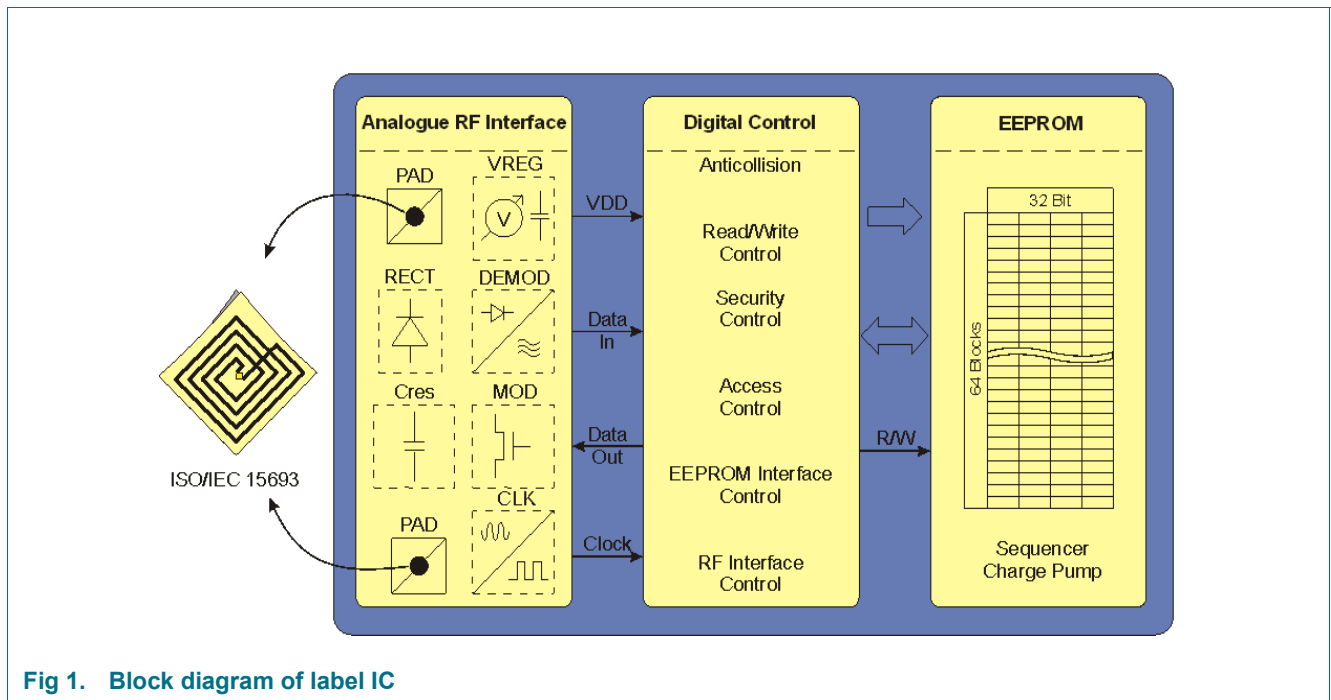 Analogue RF Interface
PAD
VREG
V
RECT
DEMOD
Cres
MOD
PAD
CLK
ISO/IEC 15693
VDD
Data
In
Data
Out
Clock
Digital Control
Anticollision
Read/Write
Control
Security
Control
Access
Control
EEPROM Interface
Control
RF Interface
Control
R/W
EEPROM
32 Bit
64 Blocks
Sequencer
Charge Pump
Fig 1. Block diagram of label IC